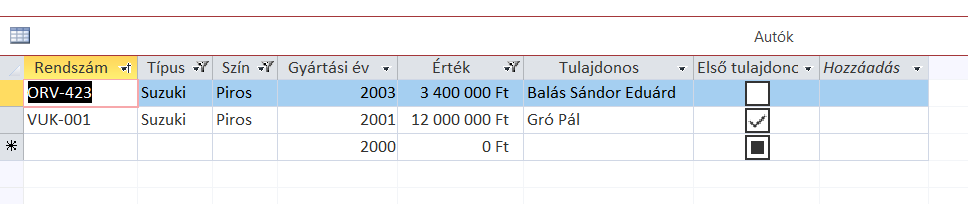 Autók
Rendszám Típus Szín Gyártási év Érték Tulajdonos Első tulajdono Hozzáadás
ORV-423 Suzuki Piros 2003 3 400 000 Ft Balás Sándor Eduárd
VUK-001 Suzuki Piros 2001 12 000 000 Ft Gró Pál
2000 0 Ft